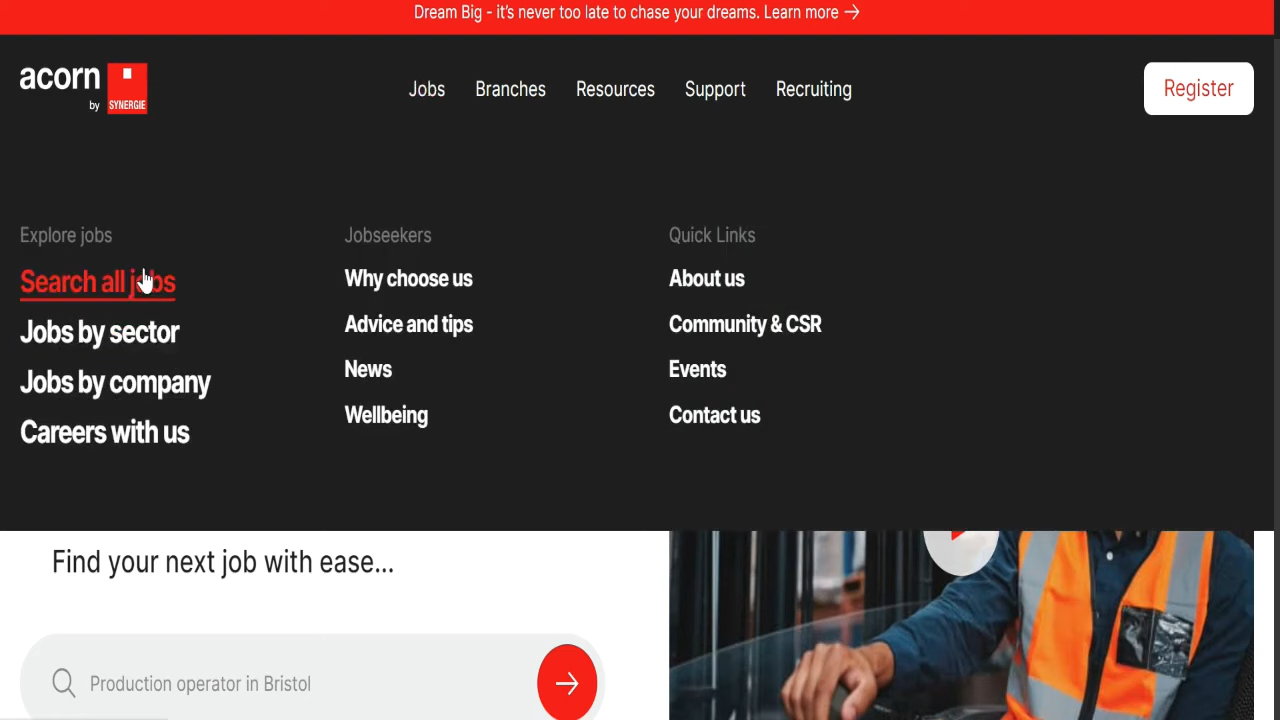 Dream Big - it's never too late to chase your dreams. Learn more →
acorn
by SYNERGIE
Jobs Branches Resources Support Recruiting
Register
Explore jobs
Search all jobs
Jobs by sector
Jobs by company
Careers with us
Jobseekers
Why choose us
Advice and tips
News
Wellbeing
Quick Links
About us
Community & CSR
Events
Contact us
Find your next job with ease...
Production operator in Bristol